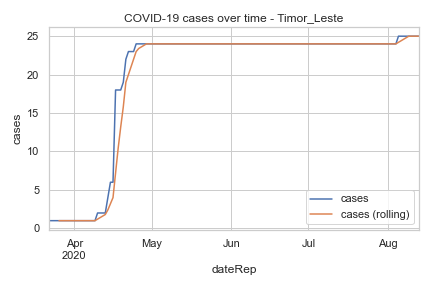 COVID-19 cases over time - Timor_Leste
cases
25
20
15
10
5
0
cases
cases (rolling)
Apr May Jun Jul Aug
2020
dateRep